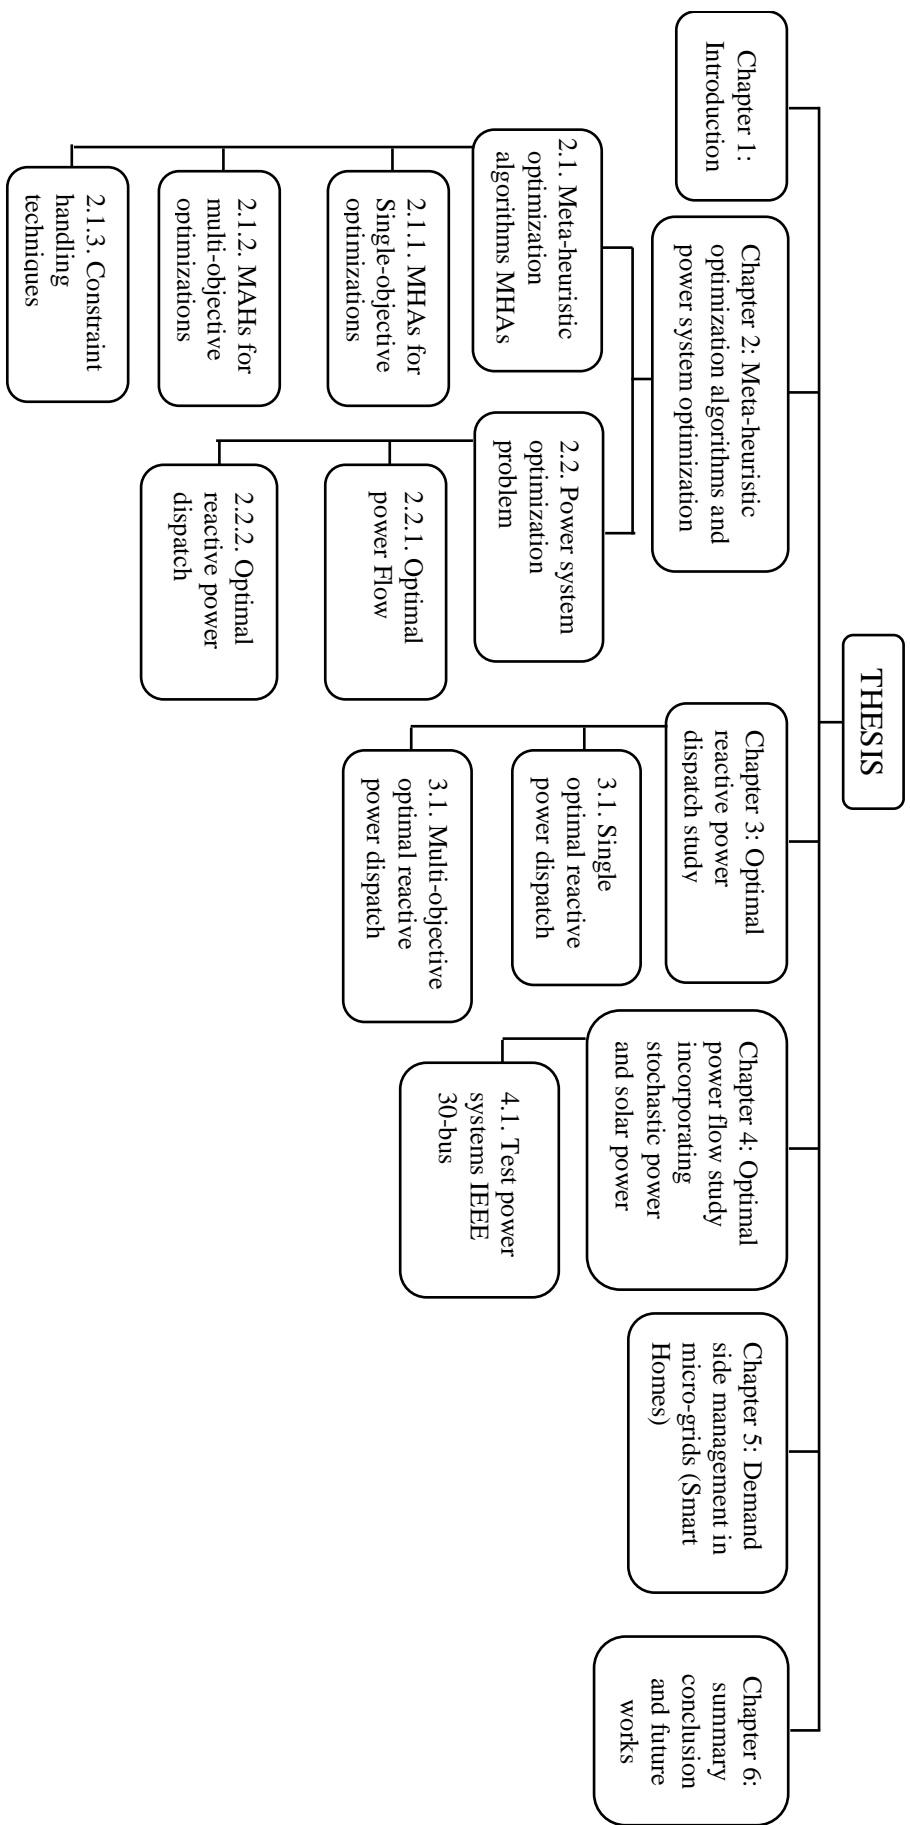 THESIS
Chapter 1:
Introduction
Chapter 2: Meta-heuristic
optimization algorithms and
power system optimization
2.1. Meta-heuristic
optimization
algorithms MHAs
2.1.1. MHAs for
Single-objective
optimizations
2.1.2. MAHs for
multi-objective
optimizations
2.1.3. Constraint
handling
techniques
2.2. Power system
optimization
problem
2.2.1. Optimal
power Flow
2.2.2. Optimal
reactive power
dispatch
Chapter 3: Optimal
reactive power
dispatch study
3.1. Single
optimal reactive
power dispatch
3.1. Multi-objective
optimal reactive
power dispatch
Chapter 4: Optimal
power flow study
incorporating
stochastic power
and solar power
4.1. Test power
systems IEEE
30-bus
Chapter 5: Demand
side management in
micro-grids (Smart
Homes)
Chapter 6:
summary
conclusion
and future
works